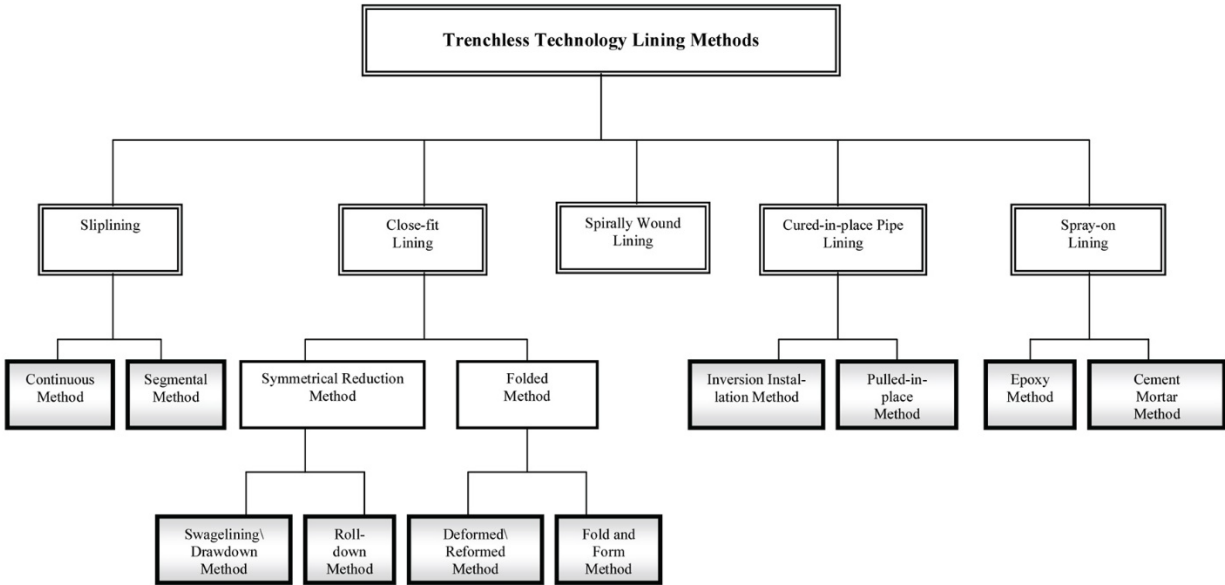 Trenchless Technology Lining Methods
Sliplining
Close-fit
Lining
Spirally Wound
Lining
Cured-in-place Pipe
Lining
Spray-on
Lining
Continuous
Method
Segmental
Method
Symmetrical Reduction
Method
Folded
Method
Inversion Instal-
lation Method
Pulled-in-
place
Method
Epoxy
Method
Cement
Mortar
Method
Swagelining\
Drawdown
Method
Roll-
down
Method
Deformed\
Reformed
Method
Fold and
Form
Method